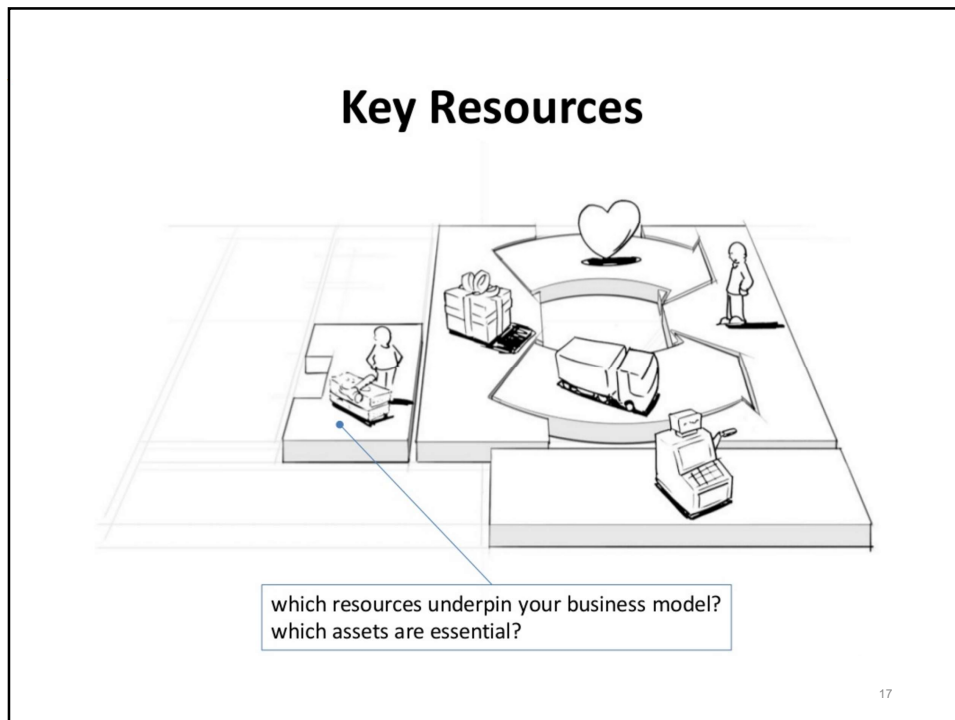 Key Resources
which resources underpin your business model?
which assets are essential?
17